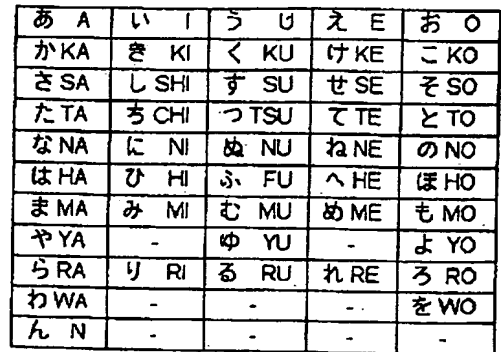 あ A い I う U え E お O
か KA き KI く KU け KE こ KO
さ SA し SHI す SU せ SE そ SO
た TA ち CHI つ TSU て TE と TO
な NA に NI ぬ NU ね NE の NO
は HA ひ HI ふ FU へ HE ほ HO
ま MA み MI む MU め ME も MO
や YA - ゆ YU - よ YO
ら RA り RI る RU れ RE ろ RO
わ WA - - - を WO
ん N - - - -